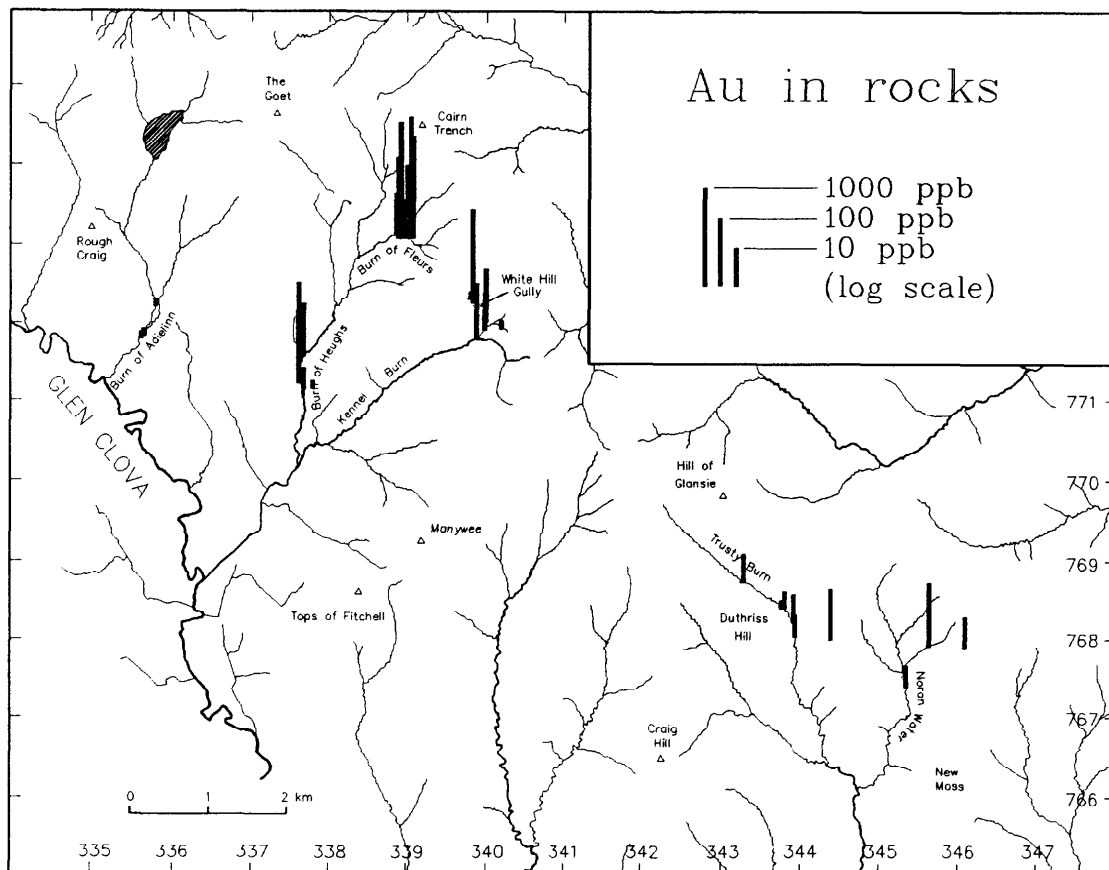 Au in rocks
1000 ppb
100 ppb
10 ppb
(log scale)
The
Goet
Cairn
Trench
Rough
Craig
Burn of Fleurs
White Hill
Gully
Burn of Adielinn
Burn of Heughs
Kennel Burn
GLEN CLOVA
771
Hill of
Glansie
770
Manywee
Trusty Burn
769
Tops of Fitchell
Duthriss
Hill
768
Noran Water
767
Craig
Hill
New
Moss
766
0 1 2 km
335 336 337 338 339 340 341 342 343 344 345 346 347